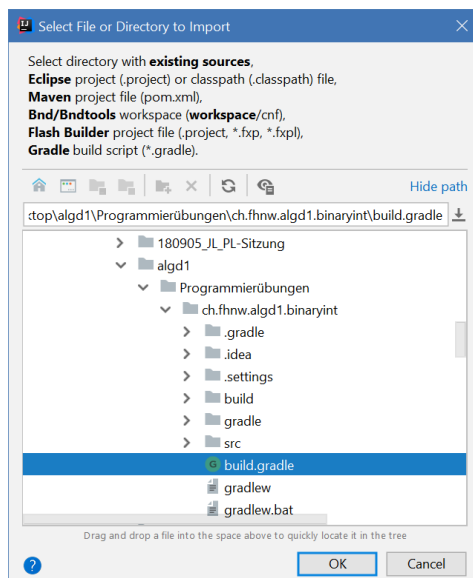 Select File or Directory to Import
Select directory with existing sources,
Eclipse project (.project) or classpath (.classpath) file,
Maven project file (pom.xml),
Bnd/Bndtools workspace (workspace/cnf),
Flash Builder project file (.project, *.fxp, *.fxpl),
Gradle build script (*.gradle).
Hide path
:top\algd1\Programmierübungen\ch.fhnw.algd1.binaryint\build.gradle
180905_JL_PL-Sitzung
algd1
Programmierübungen
ch.fhnw.algd1.binaryint
.gradle
.idea
.settings
build
gradle
src
build.gradle
gradlew
gradlew.bat
Drag and drop a file into the space above to quickly locate it in the tree
OK Cancel